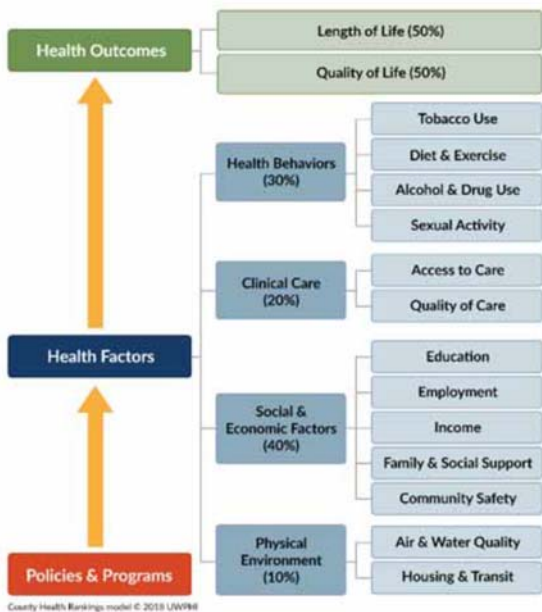 Health Outcomes
Length of Life (50%)
Quality of Life (50%)
Health Factors
Health Behaviors
(30%)
Tobacco Use
Diet & Exercise
Alcohol & Drug Use
Sexual Activity
Clinical Care
(20%)
Access to Care
Quality of Care
Social &
Economic Factors
(40%)
Education
Employment
Income
Family & Social Support
Community Safety
Physical
Environment
(10%)
Air & Water Quality
Housing & Transit
Policies & Programs
County Health Rankings model © 2018 UWPHI